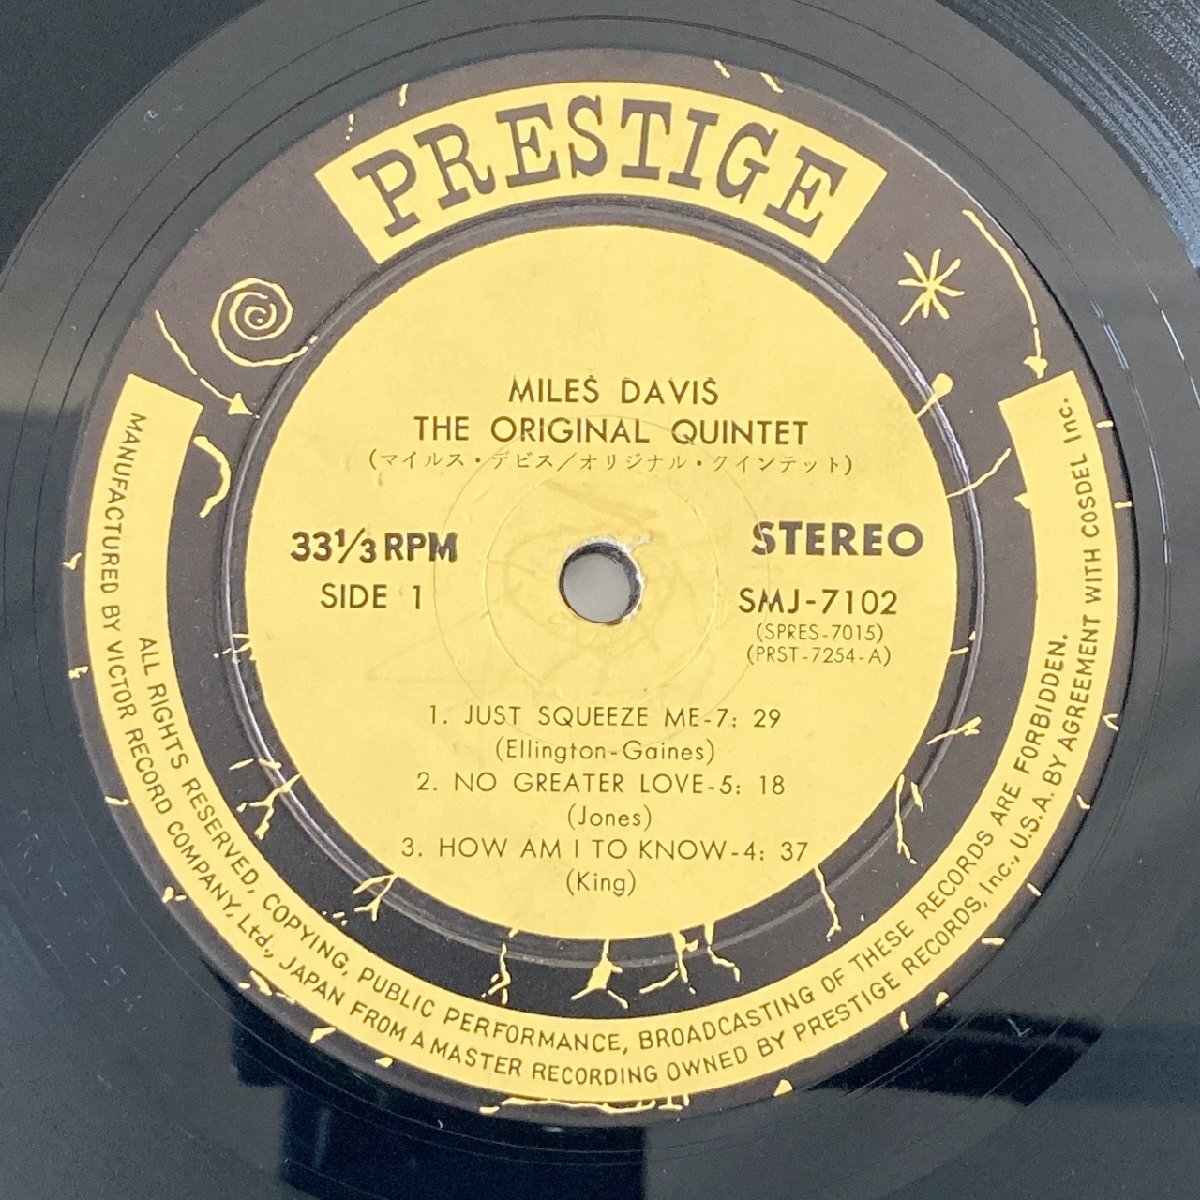 PRESTIGE
MILES DAVIS
THE ORIGINAL QUINTET
(マイルス・デビス/オリジナル・クインテット)
33⅓ RPM
SIDE 1
STEREO
SMJ-7102
(SPRES-7015)
(PRST-7254-A)
1. JUST SQUEEZE ME-7: 29
(Ellington-Gaines)
2. NO GREATER LOVE-5: 18
(Jones)
3. HOW AM I TO KNOW-4: 37
(King)
ALL RIGHTS RESERVED, COPYING, PUBLIC PERFORMANCE, BROADCASTING OF THESE RECORDS ARE FORBIDDEN.
MANUFACTURED BY VICTOR RECORD COMPANY, Ltd., JAPAN FROM A MASTER RECORDING OWNED BY PRESTIGE RECORDS, Inc., U.S.A. BY AGREEMENT WITH COSDEL Inc.